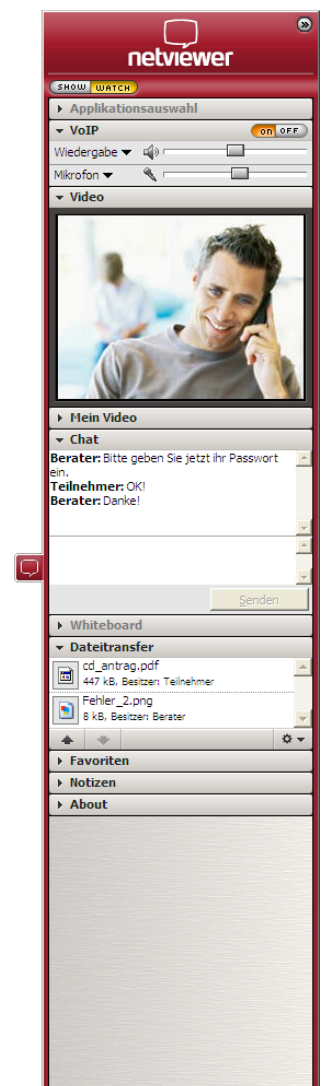 netviewer
SHOW WATCH
Applikationsauswahl
VoIP on OFF
Wiedergabe
Mikrofon
Video
Mein Video
Chat
Berater: Bitte geben Sie jetzt ihr Passwort
ein.
Teilnehmer: OK!
Berater: Danke!
Senden
Whiteboard
Dateitransfer
cd_antrag.pdf
447 kB, Besitzer: Teilnehmer
Fehler_2.png
8 kB, Besitzer: Berater
Favoriten
Notizen
About